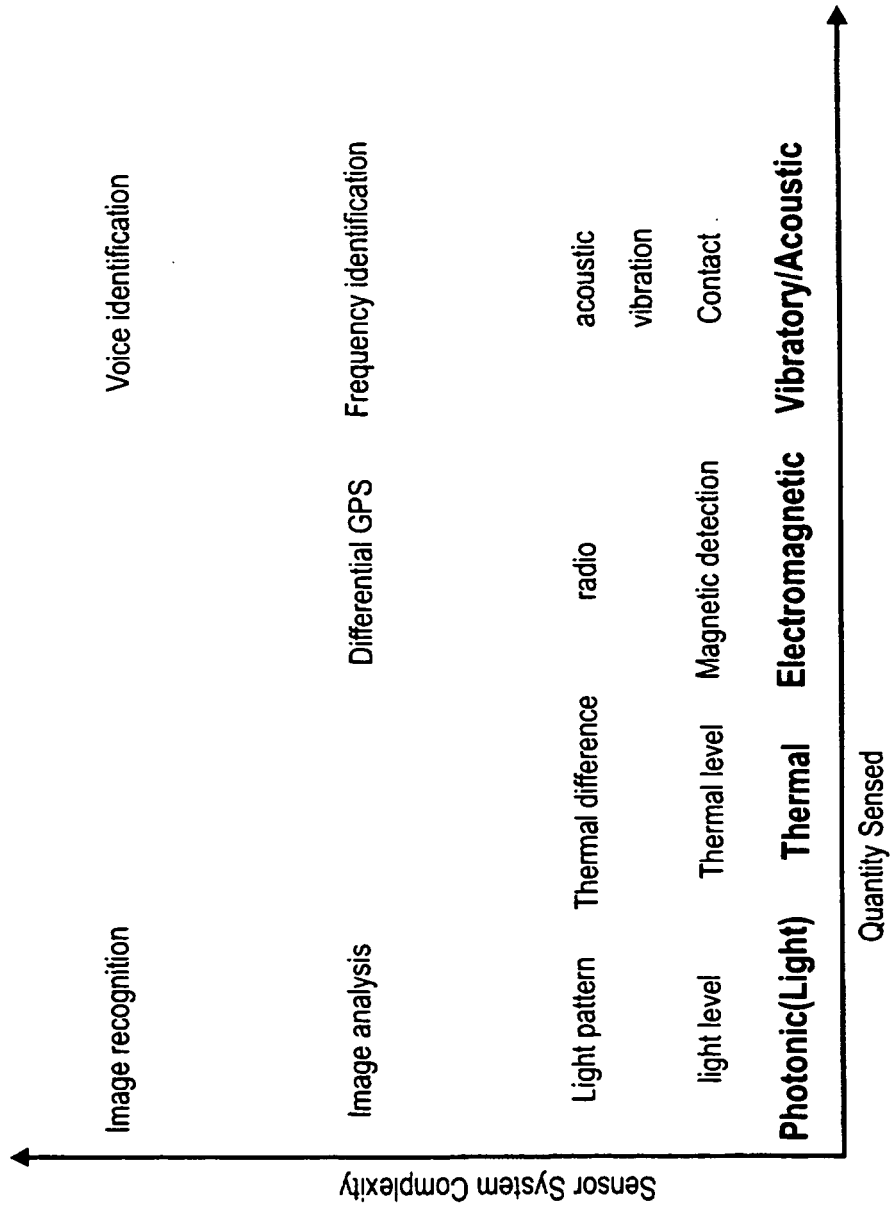 Sensor System Complexity
Image recognition
Voice identification
Image analysis
Differential GPS
Frequency identification
Light pattern
Thermal difference
radio
acoustic
vibration
light level
Thermal level
Magnetic detection
Contact
Photonic(Light)
Thermal
Electromagnetic
Vibratory/Acoustic
Quantity Sensed